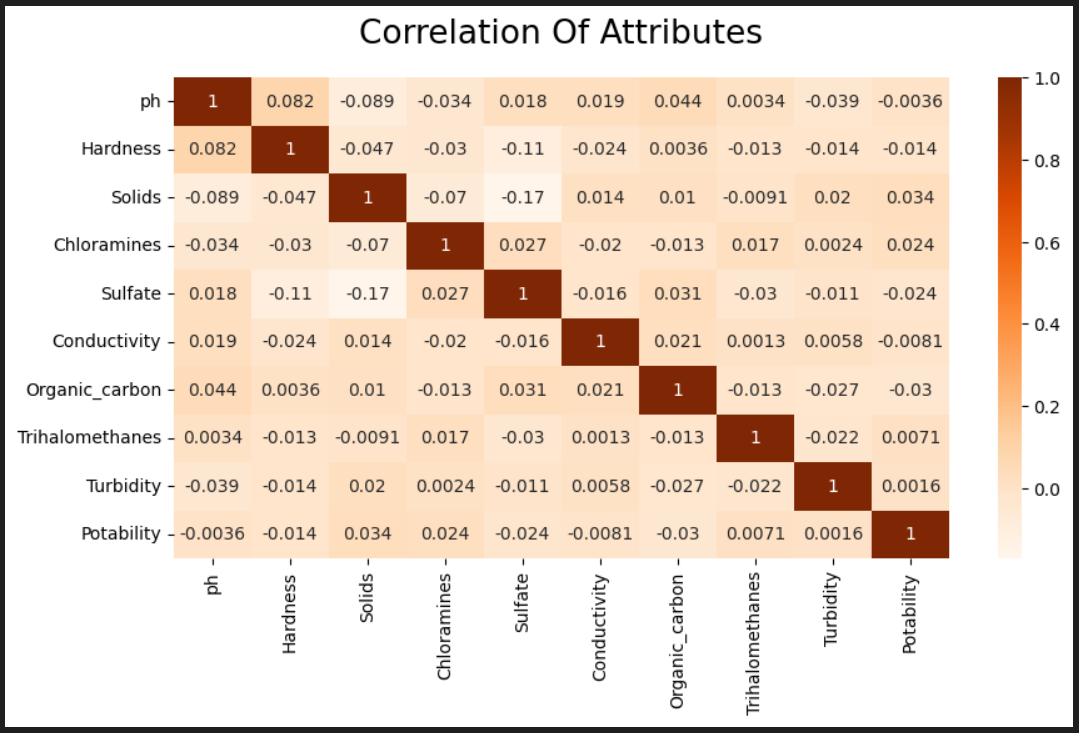 Correlation Of Attributes
ph 1 0.082 -0.089 -0.034 0.018 0.019 0.044 0.0034 -0.039 -0.0036
Hardness 0.082 1 -0.047 -0.03 -0.11 -0.024 0.0036 -0.013 -0.014 -0.014
Solids -0.089 -0.047 1 -0.07 -0.17 0.014 0.01 -0.0091 0.02 0.034
Chloramines -0.034 -0.03 -0.07 1 0.027 -0.02 -0.013 0.017 0.0024 0.024
Sulfate 0.018 -0.11 -0.17 0.027 1 -0.016 0.031 -0.03 -0.011 -0.024
Conductivity 0.019 -0.024 0.014 -0.02 -0.016 1 0.021 0.0013 0.0058 -0.0081
Organic_carbon 0.044 0.0036 0.01 -0.013 0.031 0.021 1 -0.013 -0.027 -0.03
Trihalomethanes 0.0034 -0.013 -0.0091 0.017 -0.03 0.0013 -0.013 1 -0.022 0.0071
Turbidity -0.039 -0.014 0.02 0.0024 -0.011 0.0058 -0.027 -0.022 1 0.0016
Potability -0.0036 -0.014 0.034 0.024 -0.024 -0.0081 -0.03 0.0071 0.0016 1
ph
Hardness
Solids
Chloramines
Sulfate
Conductivity
Organic_carbon
Trihalomethanes
Turbidity
Potability
1.0
0.8
0.6
0.4
0.2
0.0